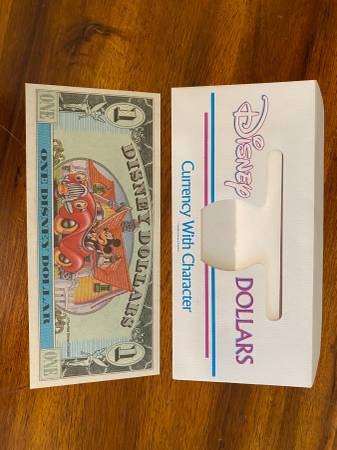 1
DISNEY DOLLARS
1
ONE
ONE DISNEY DOLLAR
ONE
Disney
DOLLARS
Currency With Character